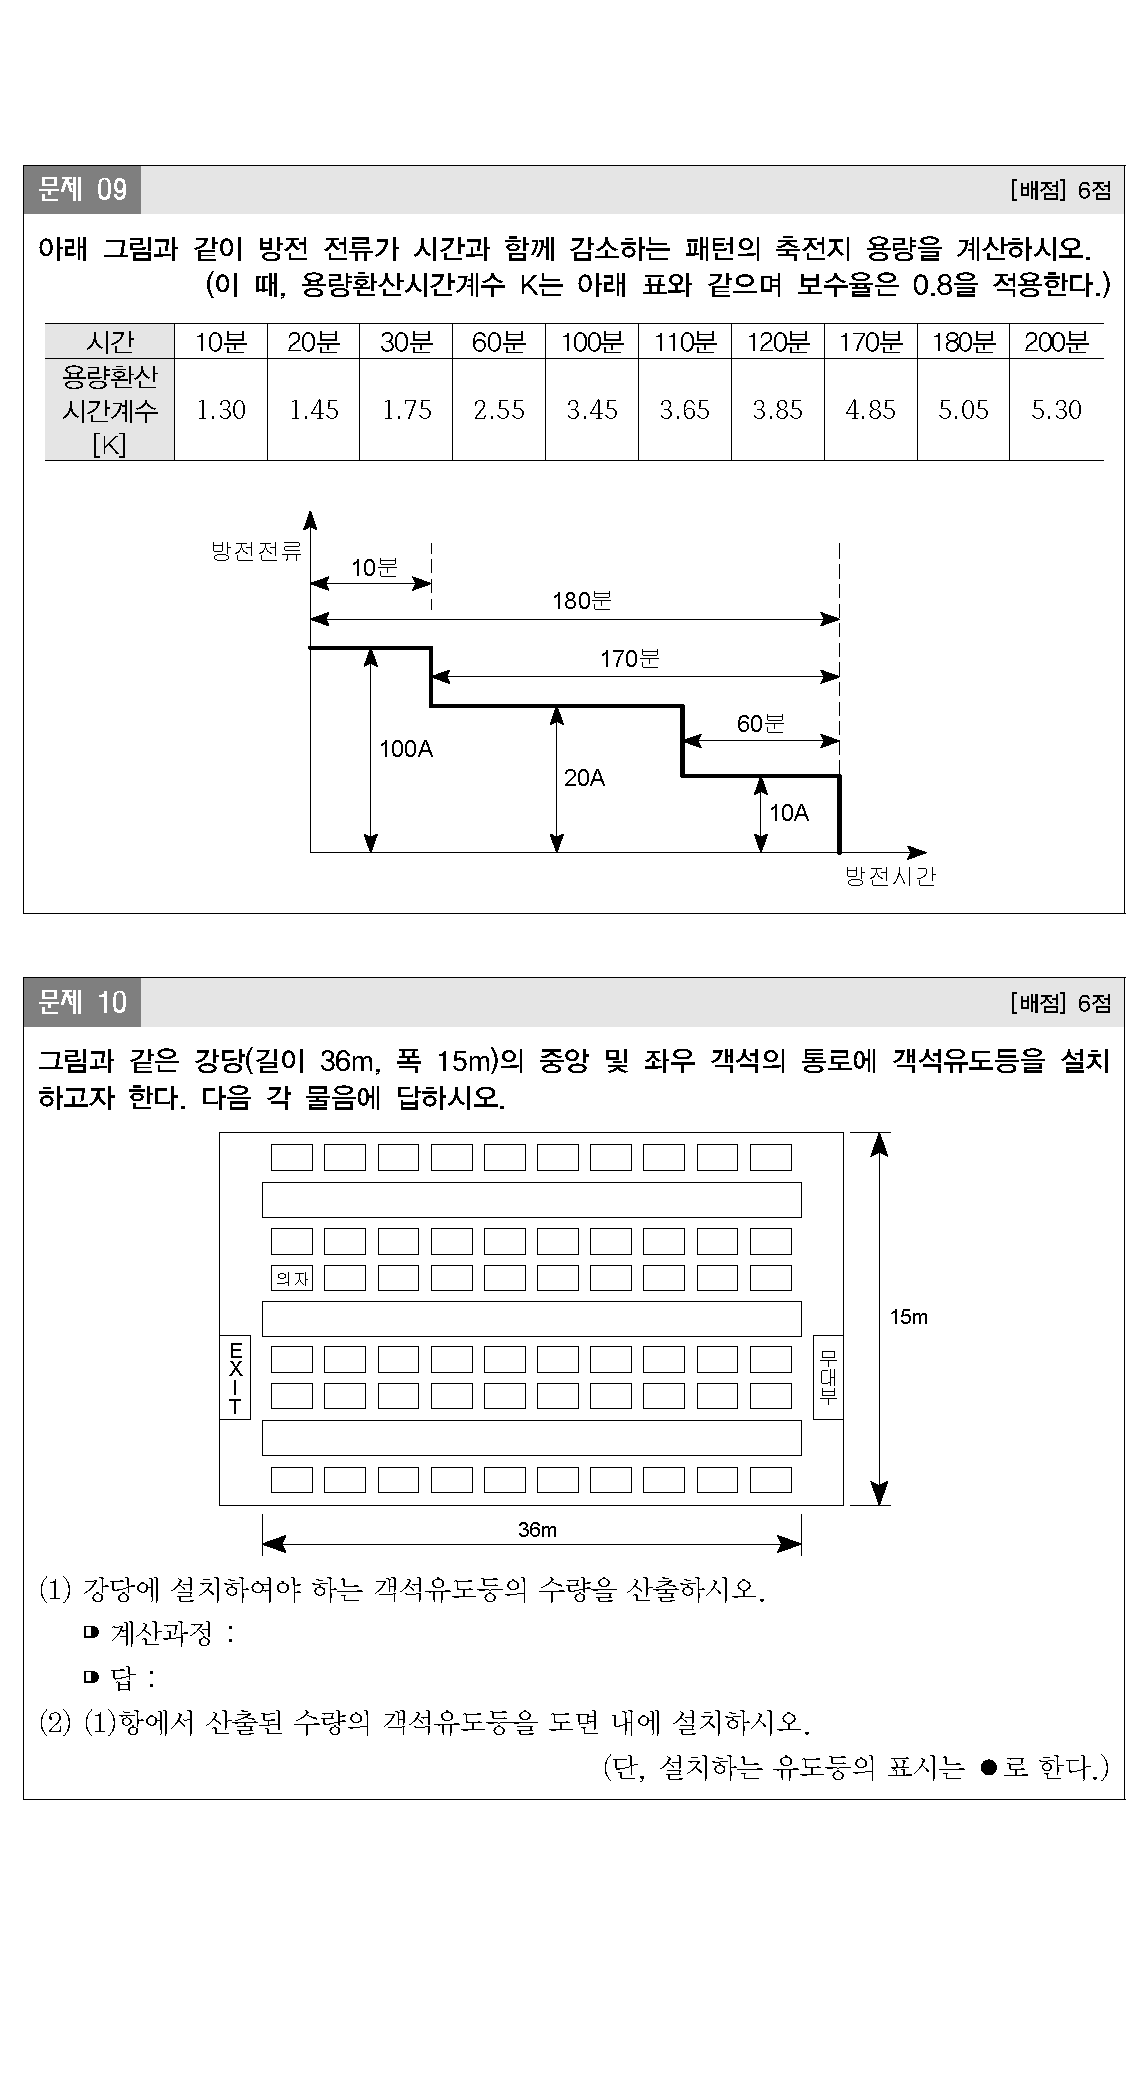 문제 09 [배점] 6점
아래 그림과 같이 방전 전류가 시간과 함께 감소하는 패턴의 축전지 용량을 계산하시오.
(이 때, 용량환산시간계수 K는 아래 표와 같으며 보수율은 0.8을 적용한다.)
시간 10분 20분 30분 60분 100분 110분 120분 170분 180분 200분
용량환산
시간계수 1.30 1.45 1.75 2.55 3.45 3.65 3.85 4.85 5.05 5.30
[K]
방전전류
10분
180분
170분
60분
100A
20A
10A
방전시간
문제 10 [배점] 6점
그림과 같은 강당(길이 36m, 폭 15m)의 중앙 및 좌우 객석의 통로에 객석유도등을 설치
하고자 한다. 다음 각 물음에 답하시오.
의자
15m
EXIT
무대부
36m
(1) 강당에 설치하여야 하는 객석유도등의 수량을 산출하시오.
계산과정 :
답 :
(2) (1)항에서 산출된 수량의 객석유도등을 도면 내에 설치하시오.
(단, 설치하는 유도등의 표시는 ●로 한다.)